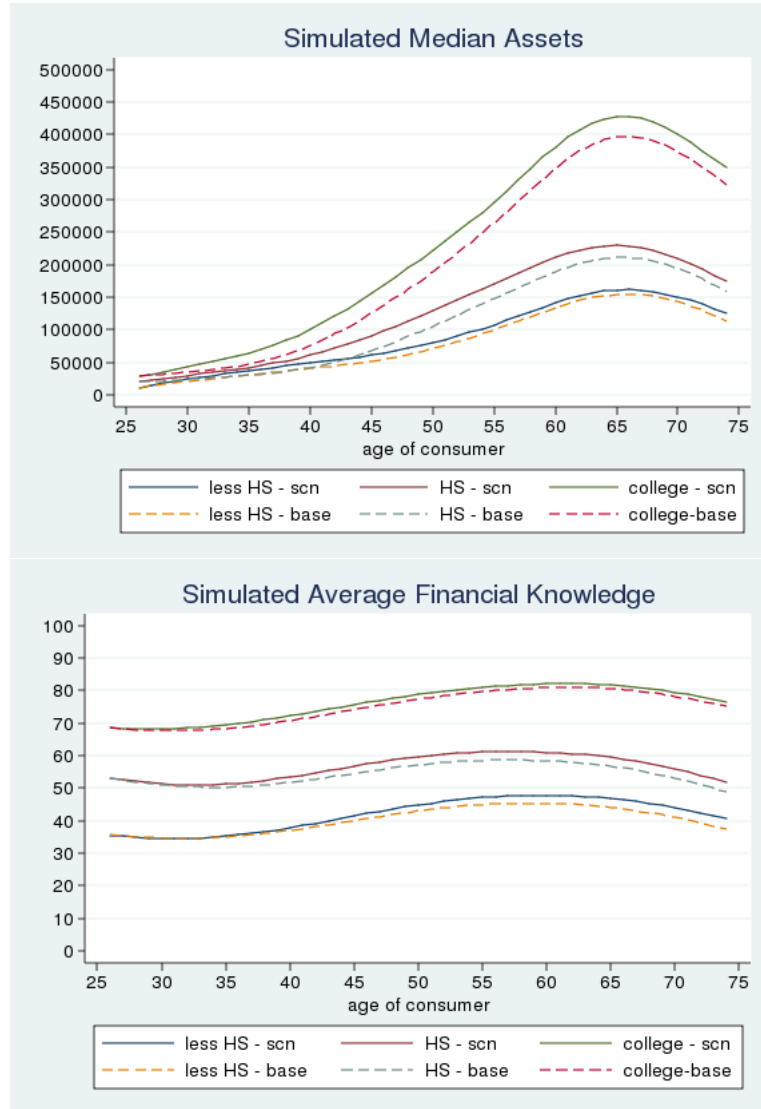 Simulated Median Assets
500000
450000
400000
350000
300000
250000
200000
150000
100000
50000
0
25 30 35 40 45 50 55 60 65 70 75
age of consumer
less HS - scn HS - scn college - scn
less HS - base HS - base college-base
Simulated Average Financial Knowledge
100
90
80
70
60
50
40
30
20
10
0
25 30 35 40 45 50 55 60 65 70 75
age of consumer
less HS - scn HS - scn college - scn
less HS - base HS - base college-base